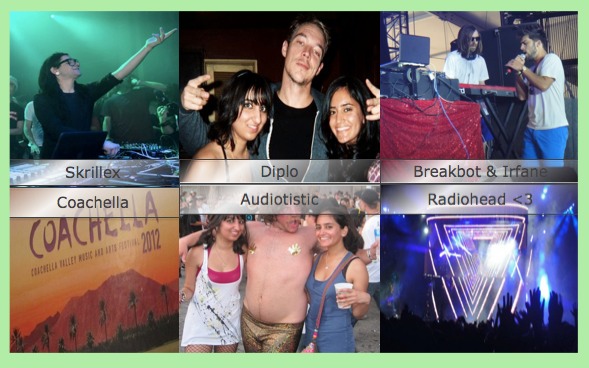 Skrillex
Diplo
Breakbot & Irfane
Coachella
Audiotistic
Radiohead <3
COACHELLA
COACHELLA VALLEY MUSIC AND ARTS FESTIVAL
2012